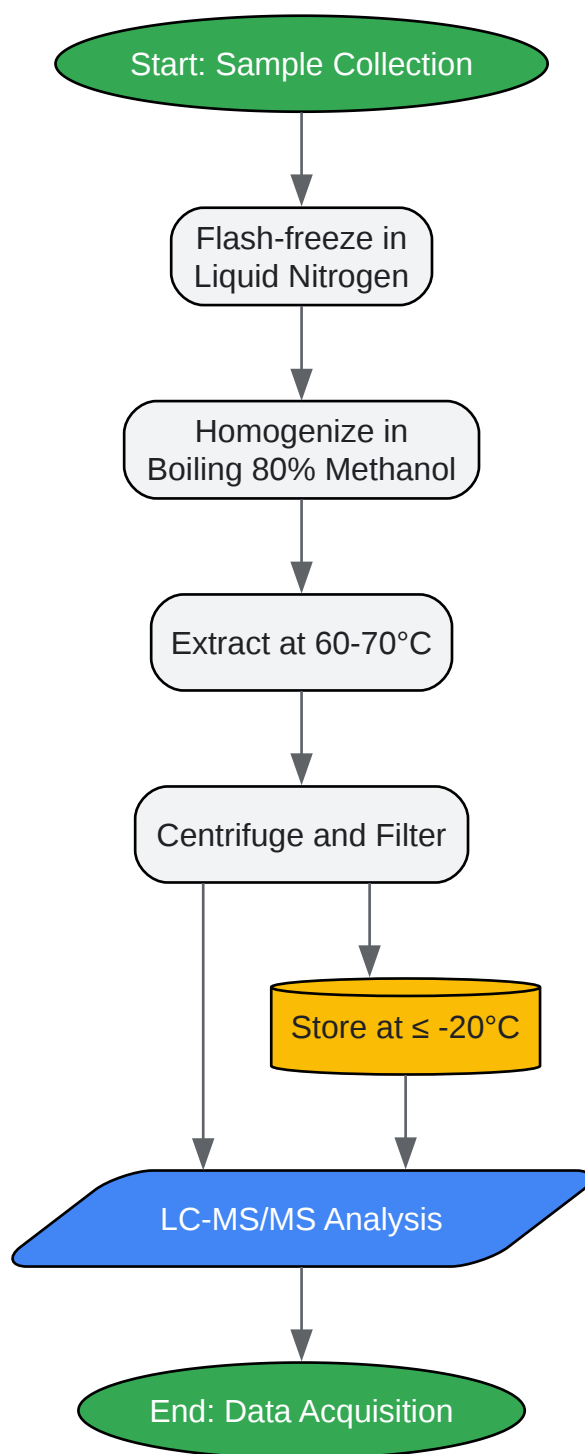 Start: Sample Collection
Flash-freeze in
Liquid Nitrogen
Homogenize in
Boiling 80% Methanol
Extract at 60-70°C
Centrifuge and Filter
Store at ≤ -20°C
LC-MS/MS Analysis
End: Data Acquisition